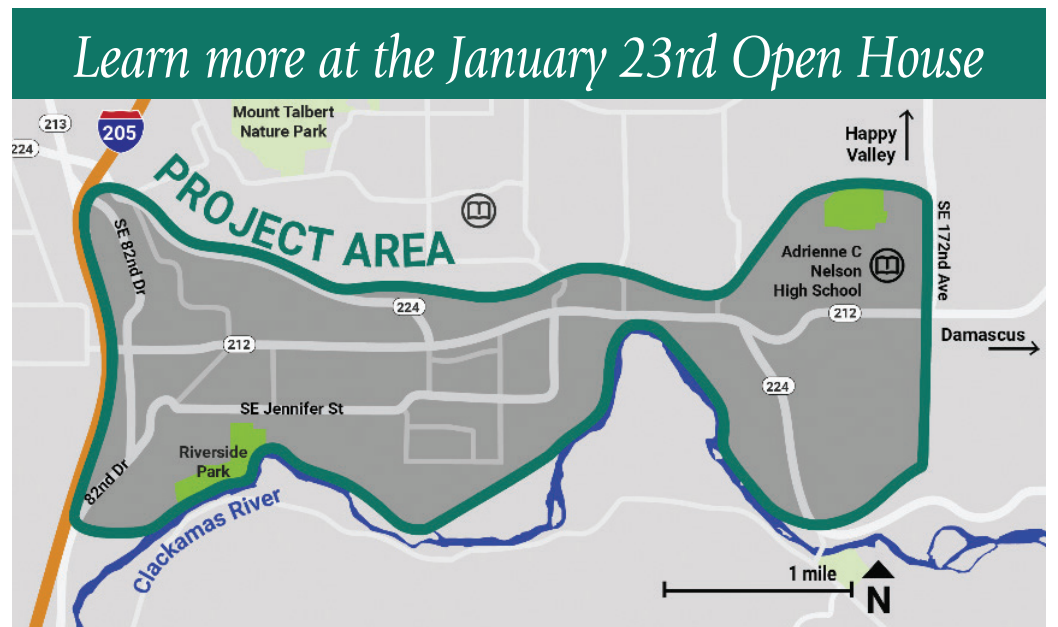 Learn more at the January 23rd Open House
213
205
224
Mount Talbert
Nature Park
Happy
Valley
PROJECT AREA
SE 82nd Dr
SE 172nd Ave
Adrienne C
Nelson
High School
224
212
212
Damascus
224
SE Jennifer St
Riverside
Park
82nd Dr
Clackamas River
1 mile
N